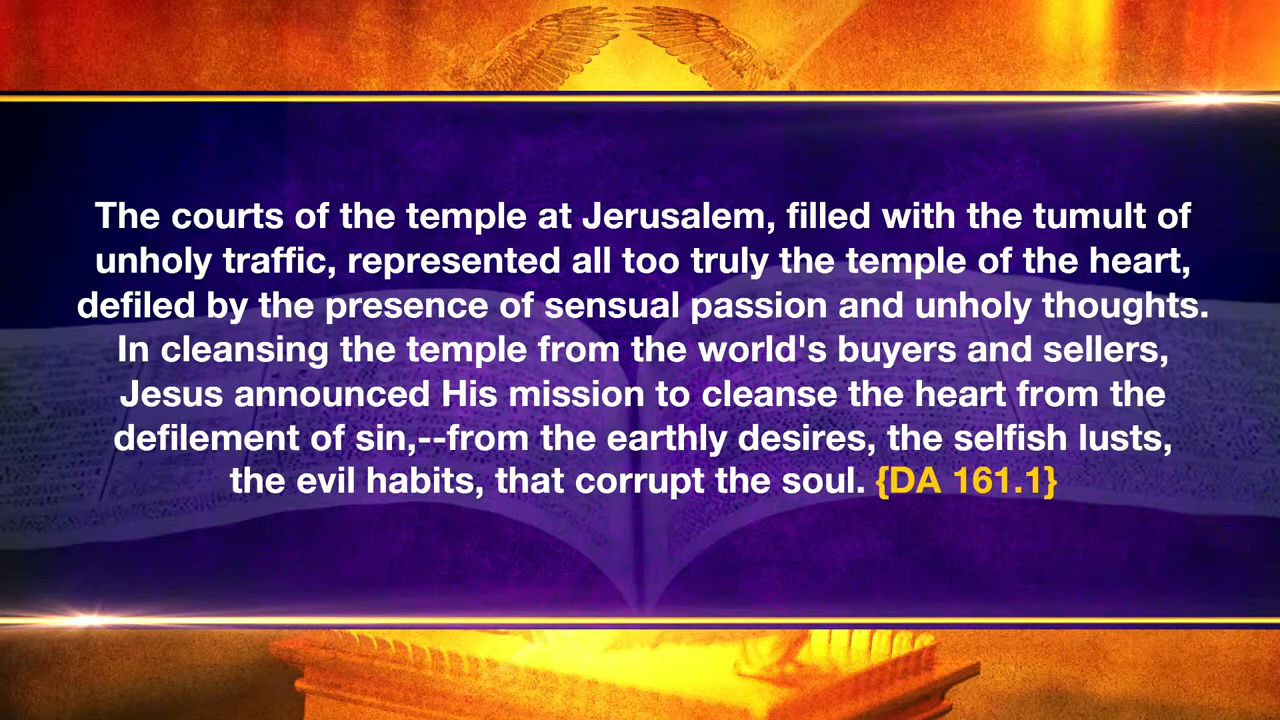 The courts of the temple at Jerusalem, filled with the tumult of
unholy traffic, represented all too truly the temple of the heart,
defiled by the presence of sensual passion and unholy thoughts.
In cleansing the temple from the world's buyers and sellers,
Jesus announced His mission to cleanse the heart from the
defilement of sin,--from the earthly desires, the selfish lusts,
the evil habits, that corrupt the soul. {DA 161.1}